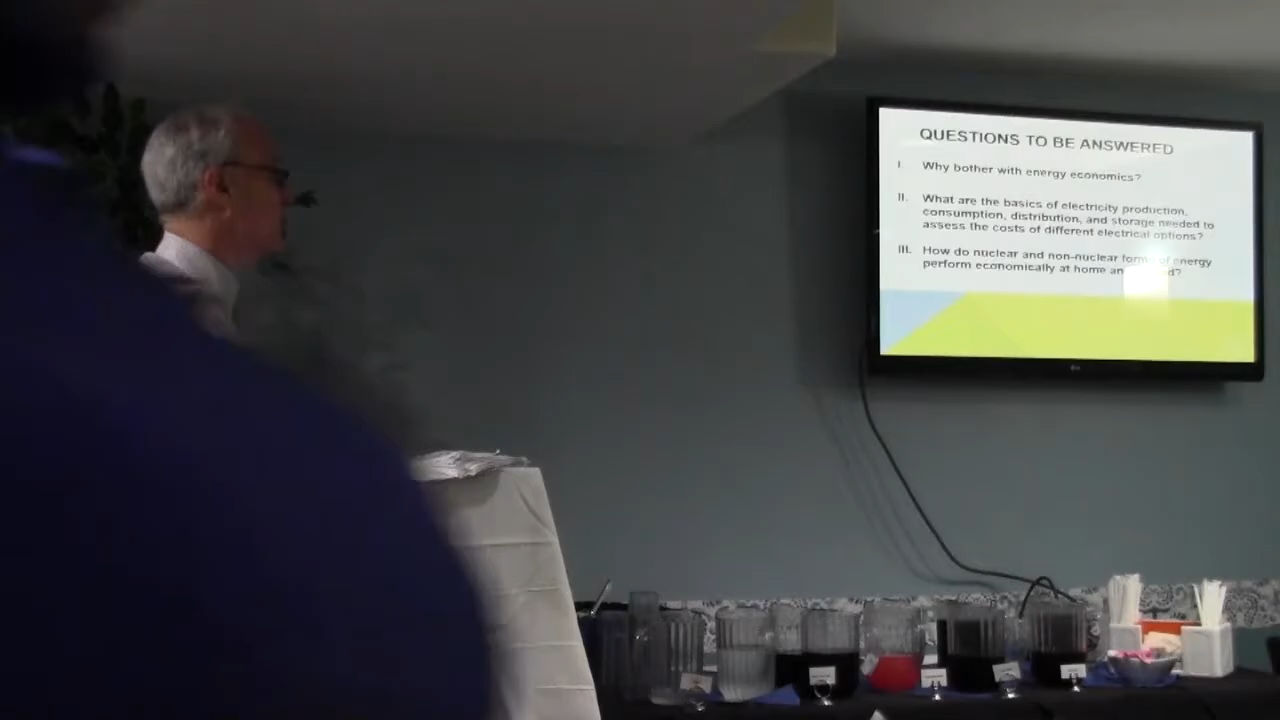 QUESTIONS TO BE ANSWERED
I. Why bother with energy economics?
II. What are the basics of electricity production,
consumption, distribution, and storage needed to
assess the costs of different electrical options?
III. How do nuclear and non-nuclear forms of energy
perform economically at home
LG